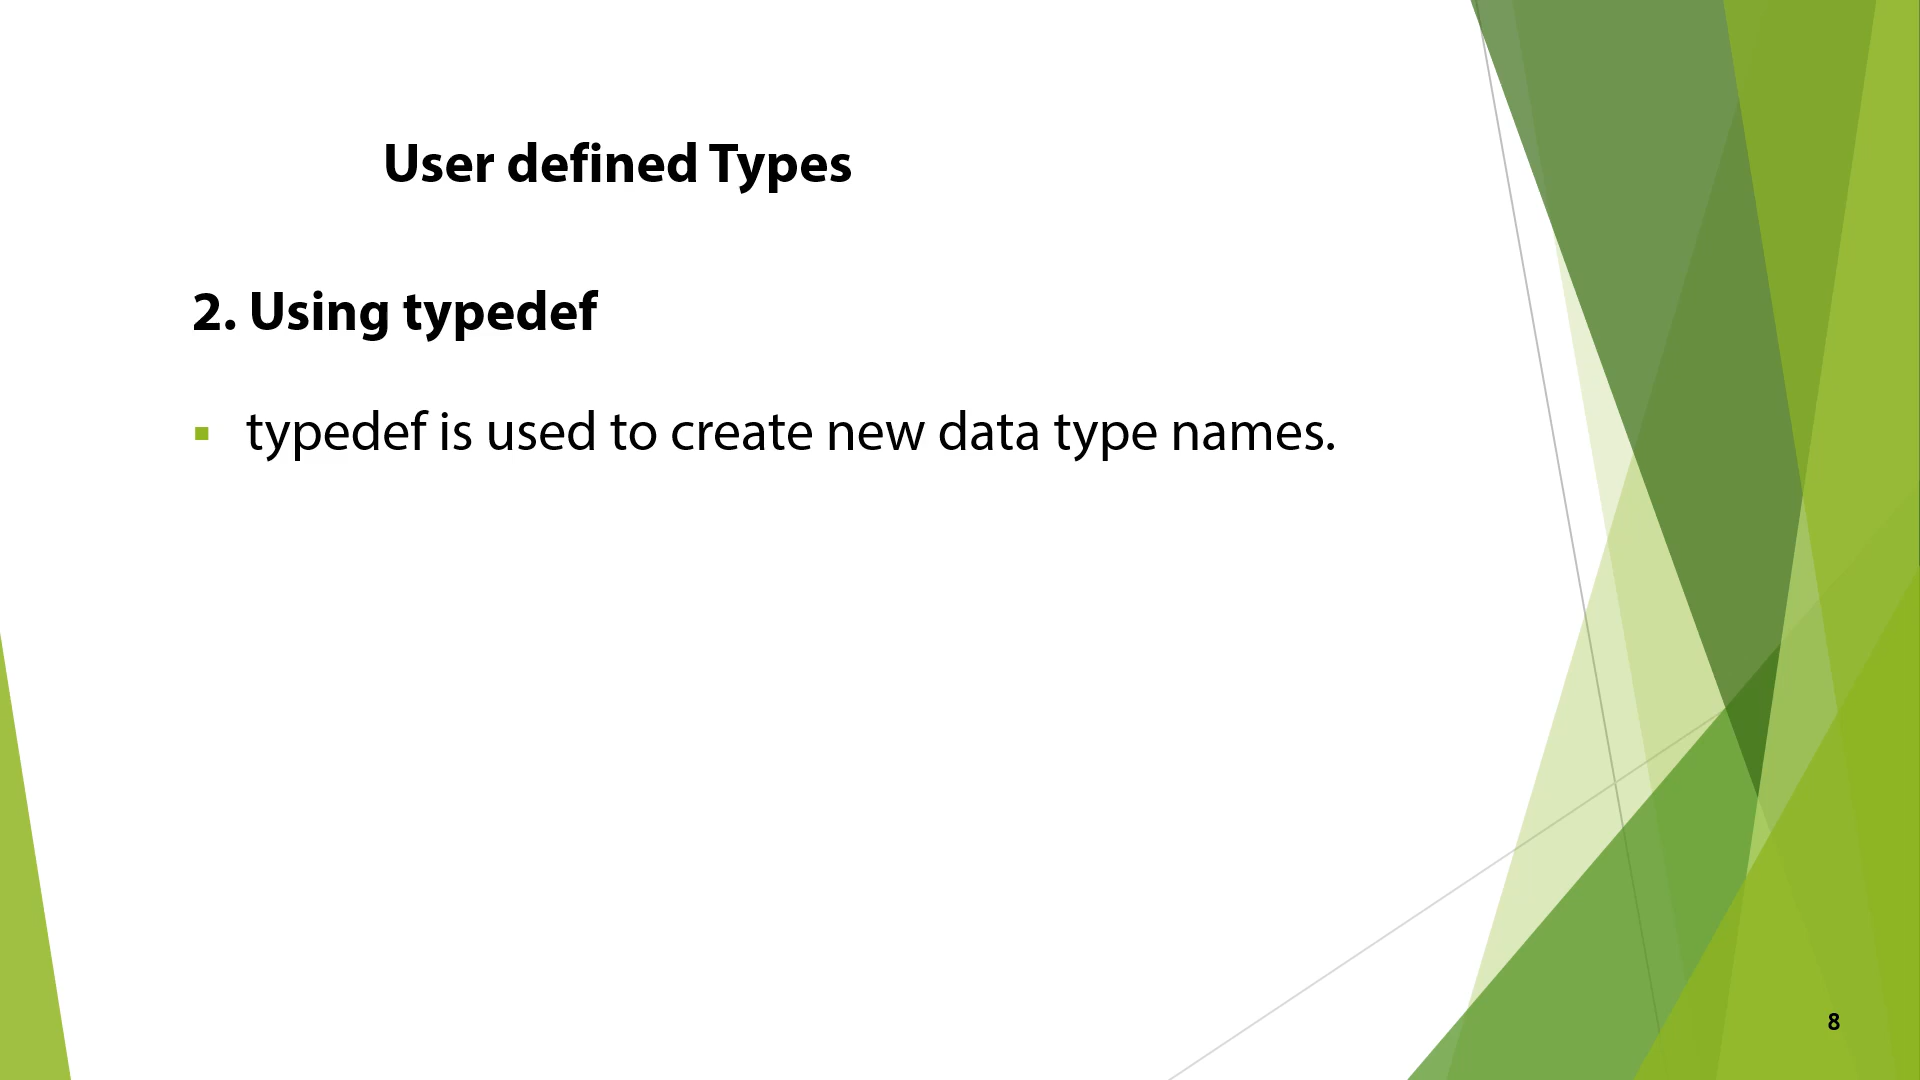 User defined Types
2. Using typedef
▪ typedef is used to create new data type names.
8